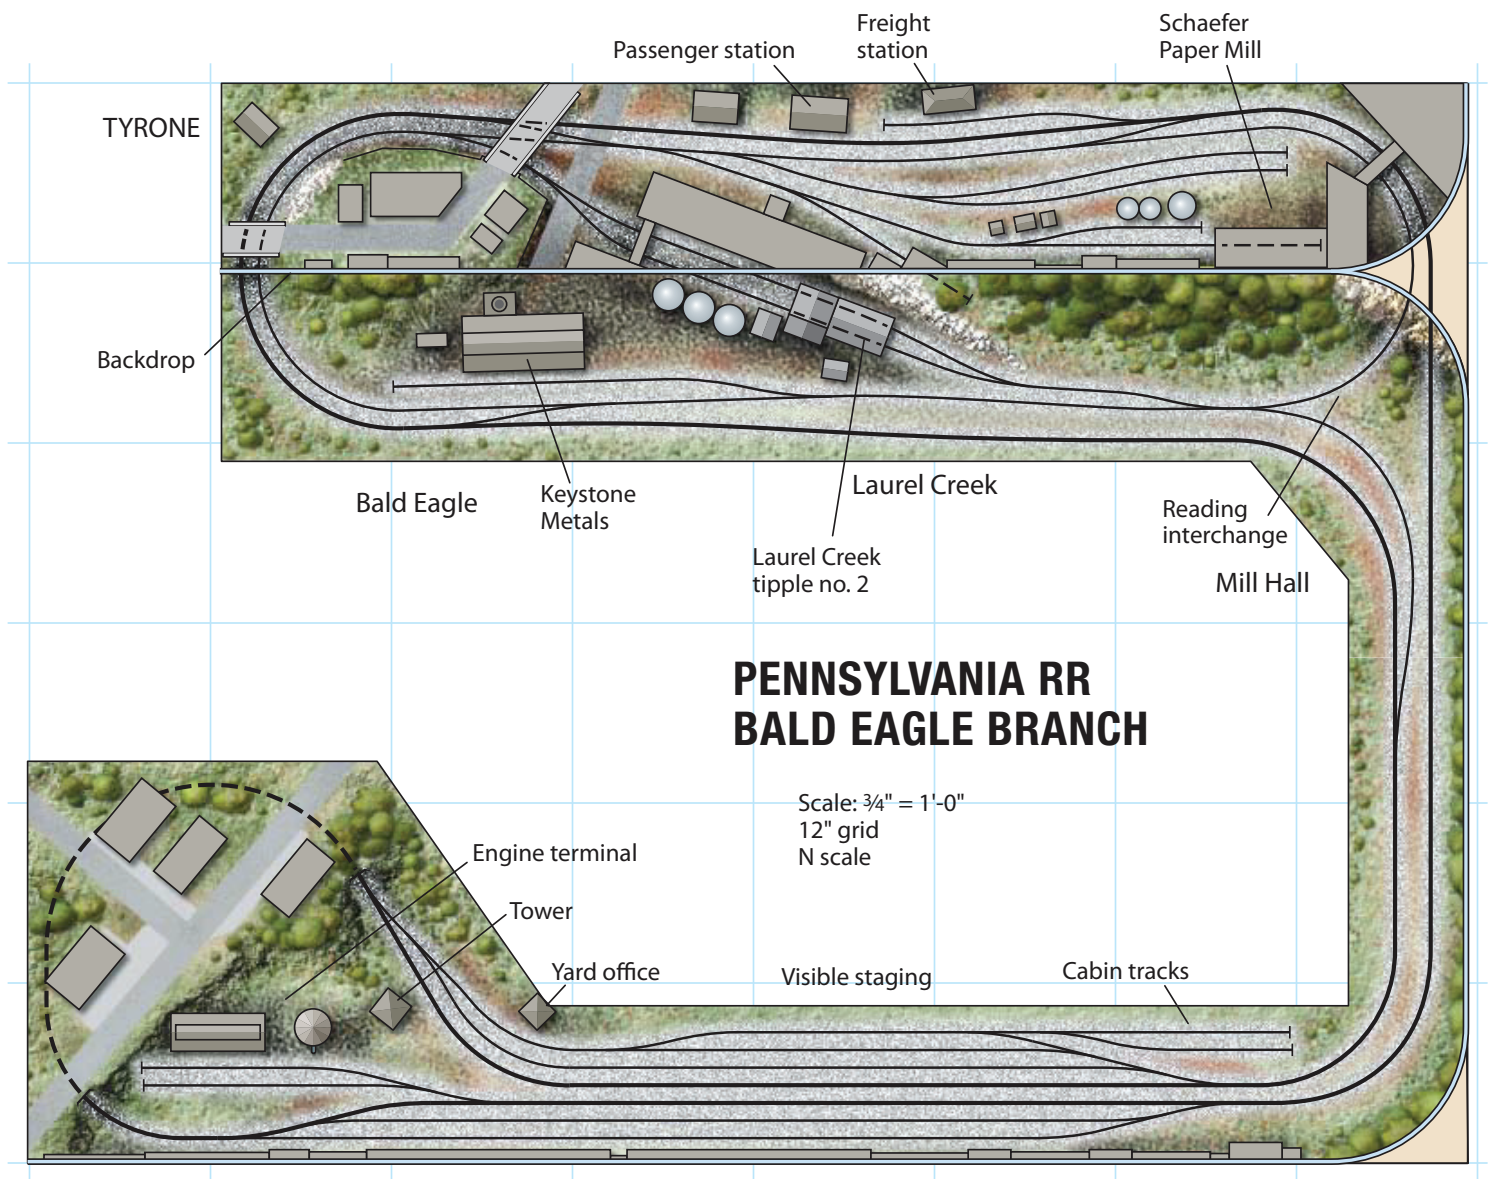 Freight
station
Schaefer
Paper Mill
Passenger station
TYRONE
Backdrop
Bald Eagle
Keystone
Metals
Laurel Creek
Laurel Creek
tipple no. 2
Reading
interchange
Mill Hall
PENNSYLVANIA RR
BALD EAGLE BRANCH
Scale: ¾" = 1'-0"
12" grid
N scale
Engine terminal
Tower
Yard office
Visible staging
Cabin tracks